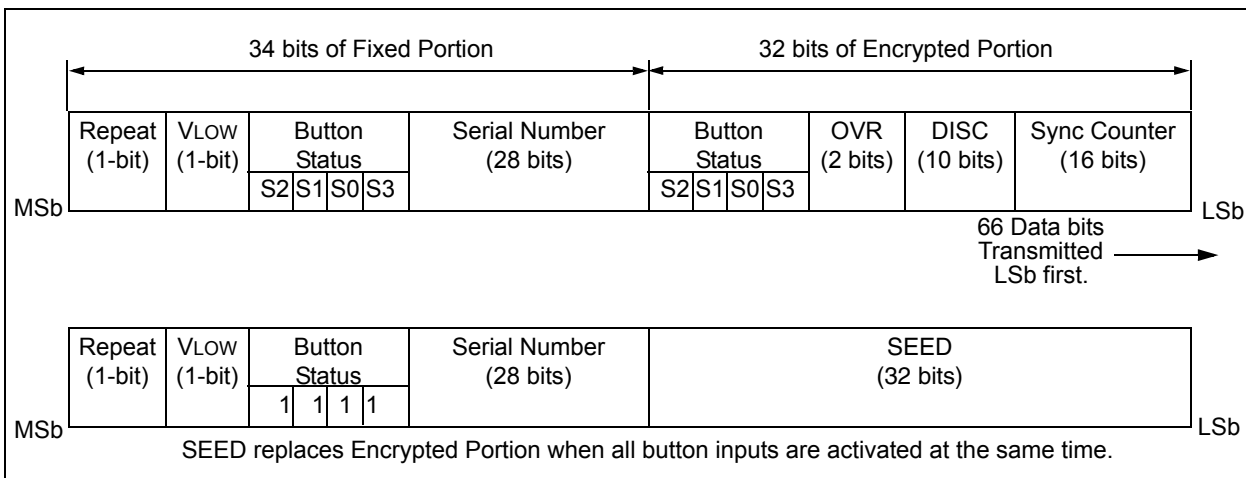 34 bits of Fixed Portion
32 bits of Encrypted Portion
Repeat
(1-bit)
VLOW
(1-bit)
Button
Status
S2 S1 S0 S3
Serial Number
(28 bits)
Button
Status
S2 S1 S0 S3
OVR
(2 bits)
DISC
(10 bits)
Sync Counter
(16 bits)
MSb
LSb
66 Data bits
Transmitted
LSb first.
Repeat
(1-bit)
VLOW
(1-bit)
Button
Status
1 1 1 1
Serial Number
(28 bits)
SEED
(32 bits)
MSb
LSb
SEED replaces Encrypted Portion when all button inputs are activated at the same time.